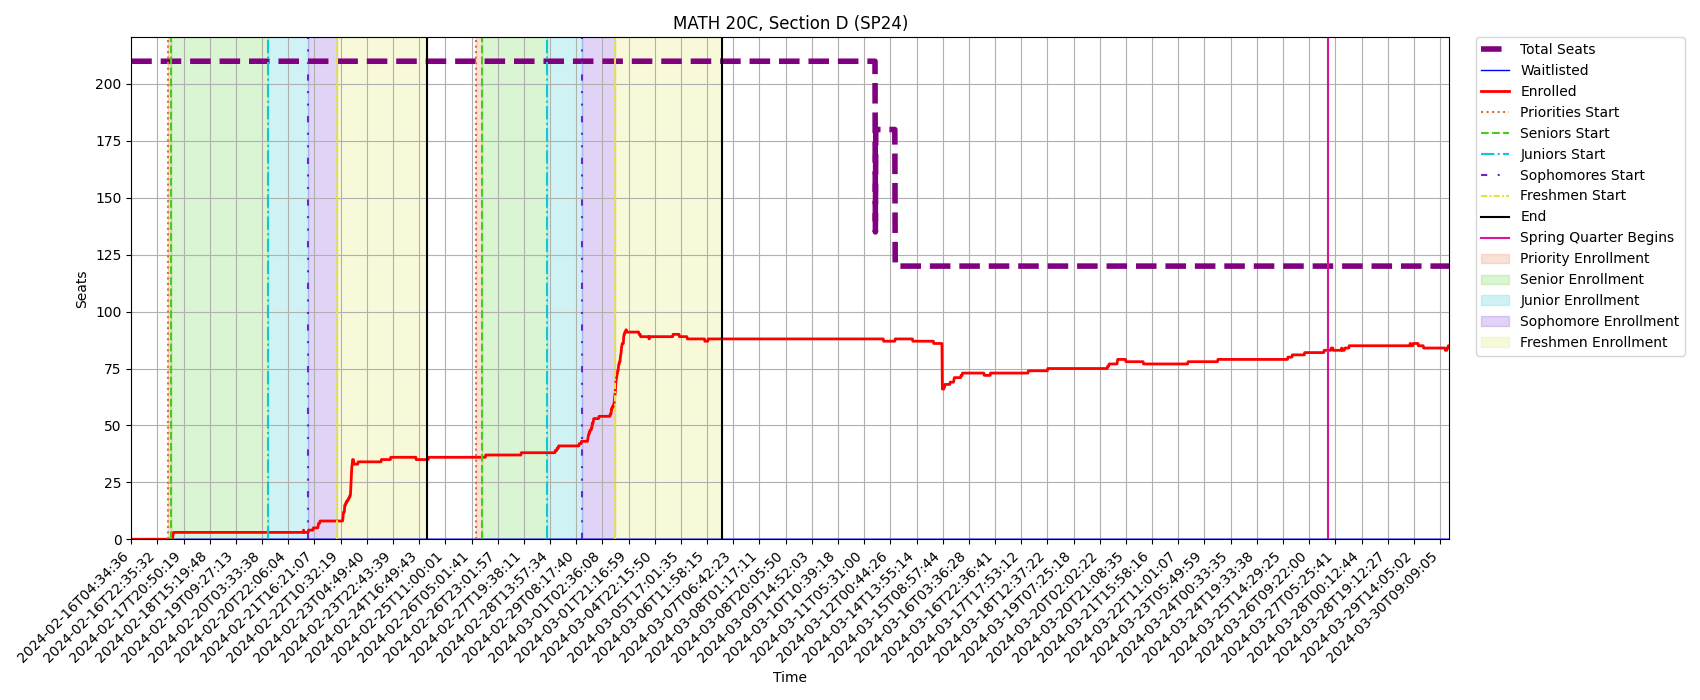 MATH 20C, Section D (SP24)
Seats
200
175
150
125
100
75
50
25
0
2024-02-16T04:34:36
2024-02-16T22:35:32
2024-02-17T20:50:19
2024-02-18T15:19:48
2024-02-19T09:27:13
2024-02-20T03:33:38
2024-02-20T22:06:04
2024-02-21T16:21:07
2024-02-22T10:32:19
2024-02-23T04:49:40
2024-02-23T22:43:39
2024-02-24T16:49:43
2024-02-25T11:00:01
2024-02-26T05:01:41
2024-02-26T23:01:57
2024-02-27T19:38:11
2024-02-28T13:57:34
2024-02-29T08:17:40
2024-03-01T02:36:08
2024-03-01T21:16:59
2024-03-04T22:15:50
2024-03-05T17:01:35
2024-03-06T11:58:15
2024-03-07T06:42:23
2024-03-08T01:17:11
2024-03-08T20:05:50
2024-03-09T14:52:03
2024-03-10T10:39:18
2024-03-11T05:31:00
2024-03-12T00:44:26
2024-03-14T13:55:14
2024-03-15T08:57:44
2024-03-16T03:36:28
2024-03-16T22:36:41
2024-03-17T17:53:12
2024-03-18T12:37:22
2024-03-19T07:25:18
2024-03-20T02:02:22
2024-03-20T21:08:35
2024-03-21T15:58:16
2024-03-22T11:01:07
2024-03-23T05:49:59
2024-03-24T00:33:35
2024-03-24T19:33:38
2024-03-25T14:29:25
2024-03-26T09:22:00
2024-03-27T05:25:41
2024-03-28T00:12:44
2024-03-28T19:12:27
2024-03-29T14:05:02
2024-03-30T09:09:05
Time
Total Seats
Waitlisted
Enrolled
Priorities Start
Seniors Start
Juniors Start
Sophomores Start
Freshmen Start
End
Spring Quarter Begins
Priority Enrollment
Senior Enrollment
Junior Enrollment
Sophomore Enrollment
Freshmen Enrollment